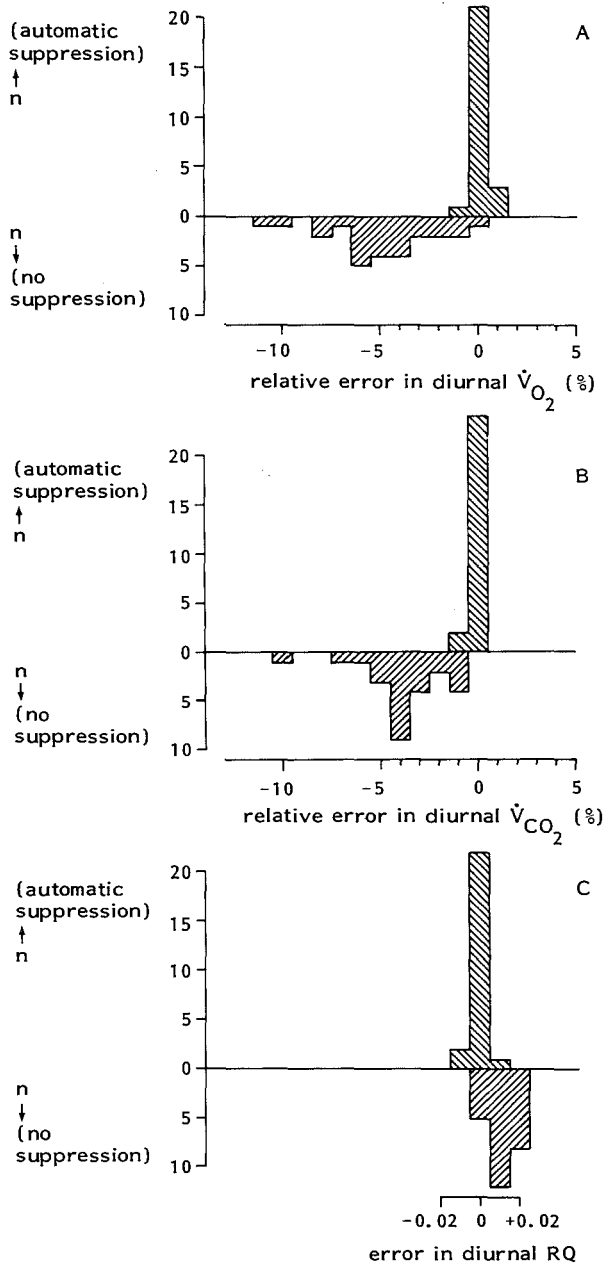 A
(automatic
suppression)
↑
n
20
15
10
5
0
n
↓
(no
suppression)
5
10
-10 -5 0 5
relative error in diurnal V̇O₂ (%)
B
(automatic
suppression)
↑
n
20
15
10
5
0
n
↓
(no
suppression)
5
10
-10 -5 0 5
relative error in diurnal V̇CO₂ (%)
C
(automatic
suppression)
↑
n
20
15
10
5
0
n
↓
(no
suppression)
5
10
-0.02 0 +0.02
error in diurnal RQ